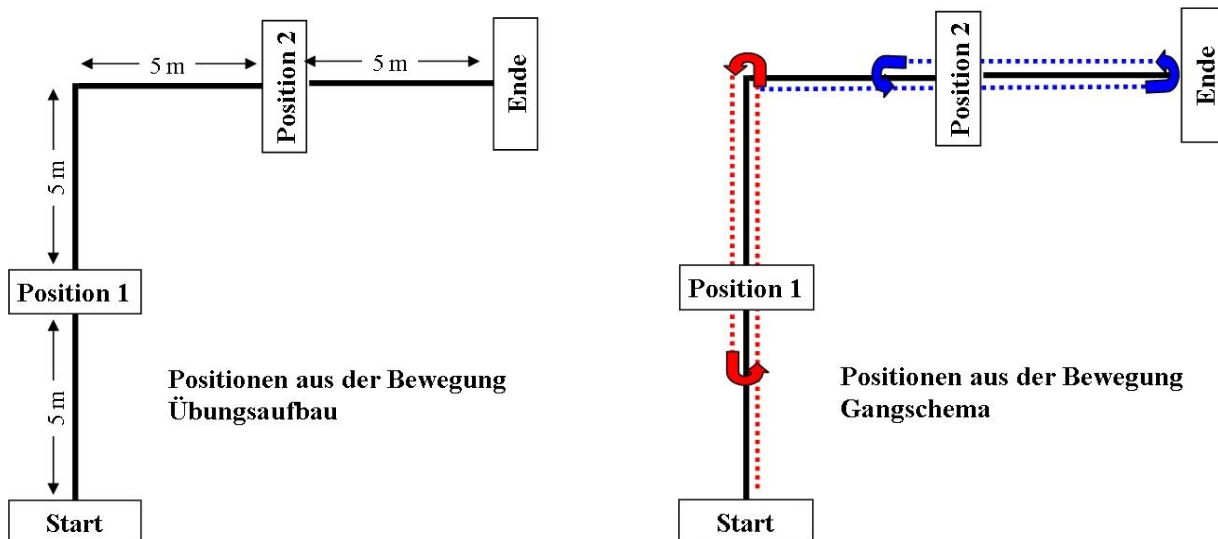 5 m
5 m
Position 2
Ende
5 m
Position 1
5 m
Positionen aus der Bewegung
Übungsaufbau
Start
Position 2
Ende
Position 1
Positionen aus der Bewegung
Gangschema
Start